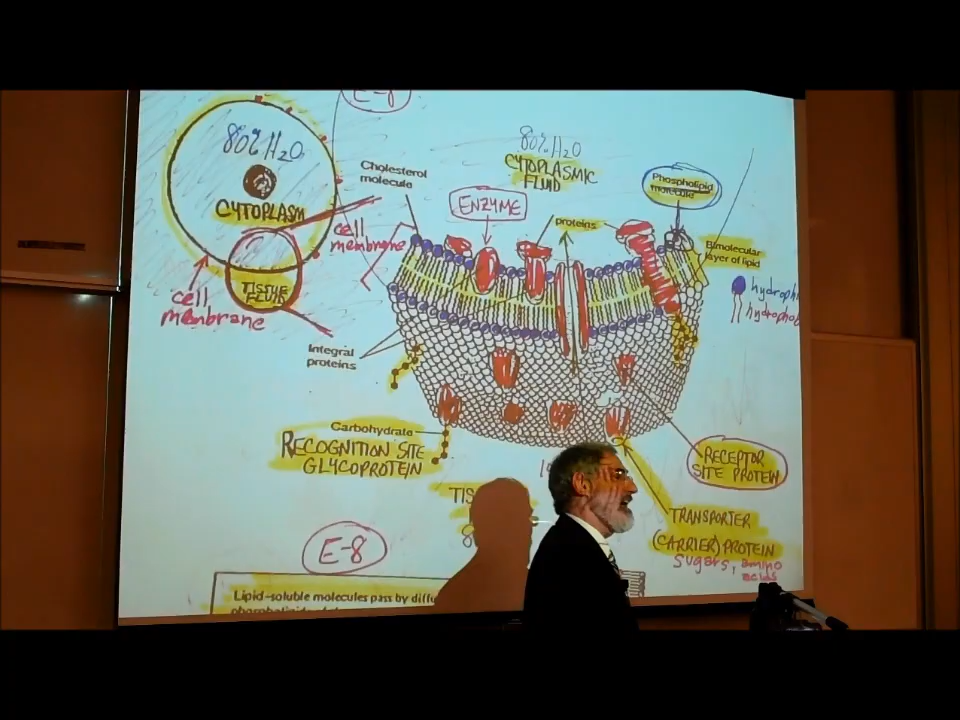 E-8
80% H₂O
CYTOPLASM
cell
membrane
TISSUE
FLUID
cell
membrane
Cholesterol
molecule
80% H₂O
CYTOPLASMIC
FLUID
ENZYME
proteins
Phospholipid
molecule
Bimolecular
layer of lipid
Integral
proteins
Carbohydrate
RECOGNITION SITE
GLYCOPROTEIN
RECEPTOR
SITE PROTEIN
TRANSPORTER
(CARRIER) PROTEIN
sugars, amino
acids
E-8
Lipid-soluble molecules pass by